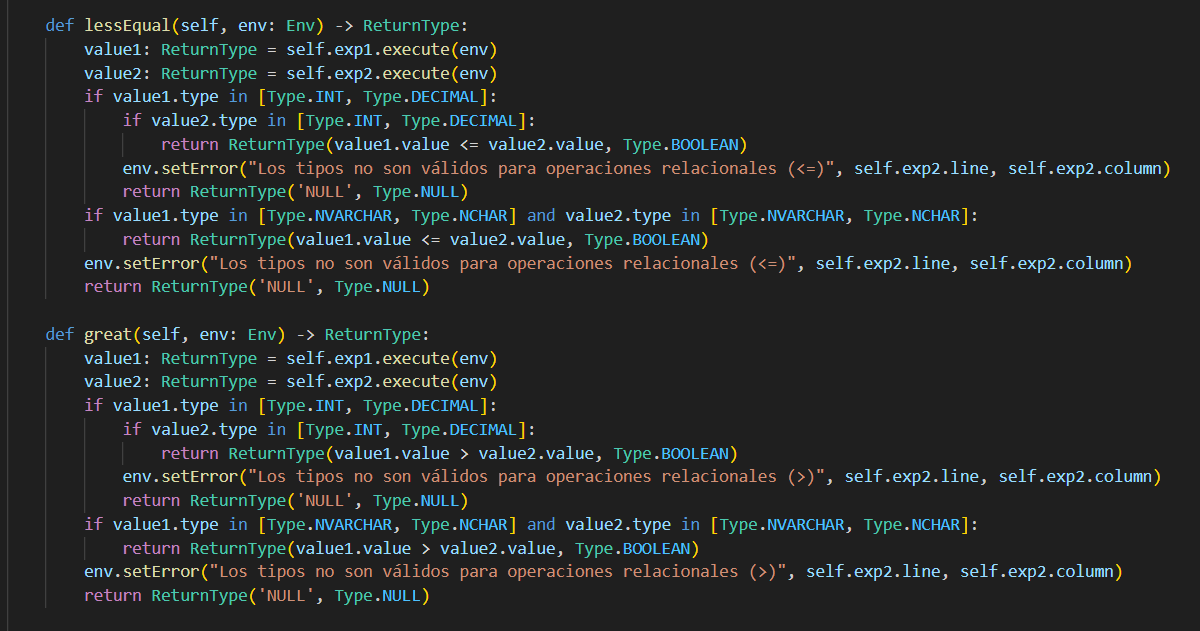 def lessEqual(self, env: Env) -> ReturnType:
    value1: ReturnType = self.exp1.execute(env)
    value2: ReturnType = self.exp2.execute(env)
    if value1.type in [Type.INT, Type.DECIMAL]:
        if value2.type in [Type.INT, Type.DECIMAL]:
            return ReturnType(value1.value <= value2.value, Type.BOOLEAN)
        env.setError("Los tipos no son válidos para operaciones relacionales (<=)", self.exp2.line, self.exp2.column)
        return ReturnType('NULL', Type.NULL)
    if value1.type in [Type.NVARCHAR, Type.NCHAR] and value2.type in [Type.NVARCHAR, Type.NCHAR]:
        return ReturnType(value1.value <= value2.value, Type.BOOLEAN)
    env.setError("Los tipos no son válidos para operaciones relacionales (<=)", self.exp2.line, self.exp2.column)
    return ReturnType('NULL', Type.NULL)

def great(self, env: Env) -> ReturnType:
    value1: ReturnType = self.exp1.execute(env)
    value2: ReturnType = self.exp2.execute(env)
    if value1.type in [Type.INT, Type.DECIMAL]:
        if value2.type in [Type.INT, Type.DECIMAL]:
            return ReturnType(value1.value > value2.value, Type.BOOLEAN)
        env.setError("Los tipos no son válidos para operaciones relacionales (>)", self.exp2.line, self.exp2.column)
        return ReturnType('NULL', Type.NULL)
    if value1.type in [Type.NVARCHAR, Type.NCHAR] and value2.type in [Type.NVARCHAR, Type.NCHAR]:
        return ReturnType(value1.value > value2.value, Type.BOOLEAN)
    env.setError("Los tipos no son válidos para operaciones relacionales (>)", self.exp2.line, self.exp2.column)
    return ReturnType('NULL', Type.NULL)